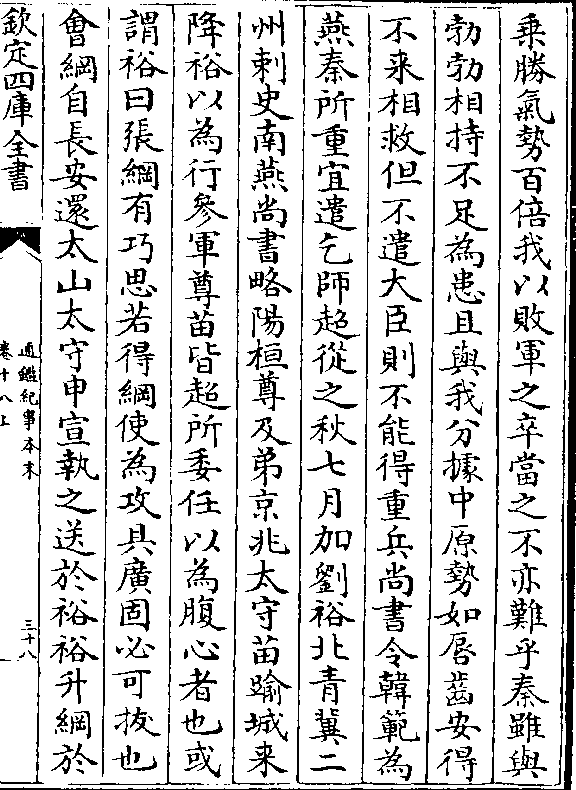 乗勝氣勢百倍我以敗軍之卒當之不亦難乎秦雖與
勃勃相持不足為患且與我分據中原勢如唇齒安得
不来相救但不遣大臣則不能得重兵尚書令韓範為
燕秦所重宜遣乞師超從之秋七月加劉裕北青冀二
州刺史南燕尚書略陽桓尊及弟京兆太守苗踰城来
降裕以為行參軍尊苗皆超所委任以為腹心者也或
謂裕曰張綱有巧思若得綱使為攻具廣固必可拔也
會綱自長安還太山太守申宣執之送於裕裕升綱於
欽定四庫全書
通鑑紀事本末
卷十八上
三十八